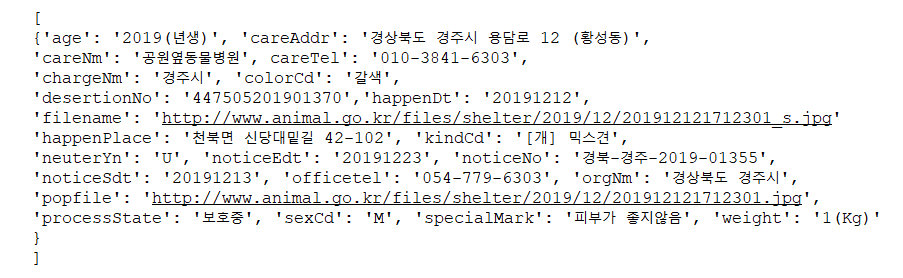 [
{'age': '2019(년생)', 'careAddr': '경상북도 경주시 용담로 12 (황성동)',
'careNm': '공원옆동물병원', careTel': '010-3841-6303',
'chargeNm': '경주시', 'colorCd': '갈색',
'desertionNo': '447505201901370','happenDt': '20191212',
'filename': 'http://www.animal.go.kr/files/shelter/2019/12/201912121712301_s.jpg'
'happenPlace': '천북면 신당대밑길 42-102', 'kindCd': '[개] 믹스견',
'neuterYn': 'U', 'noticeEdt': '20191223', 'noticeNo': '경북-경주-2019-01355',
'noticeSdt': '20191213', 'officetel': '054-779-6303', 'orgNm': '경상북도 경주시',
'popfile': 'http://www.animal.go.kr/files/shelter/2019/12/201912121712301.jpg',
'processState': '보호중', 'sexCd': 'M', 'specialMark': '피부가 좋지않음', 'weight': '1(Kg)'
}
]